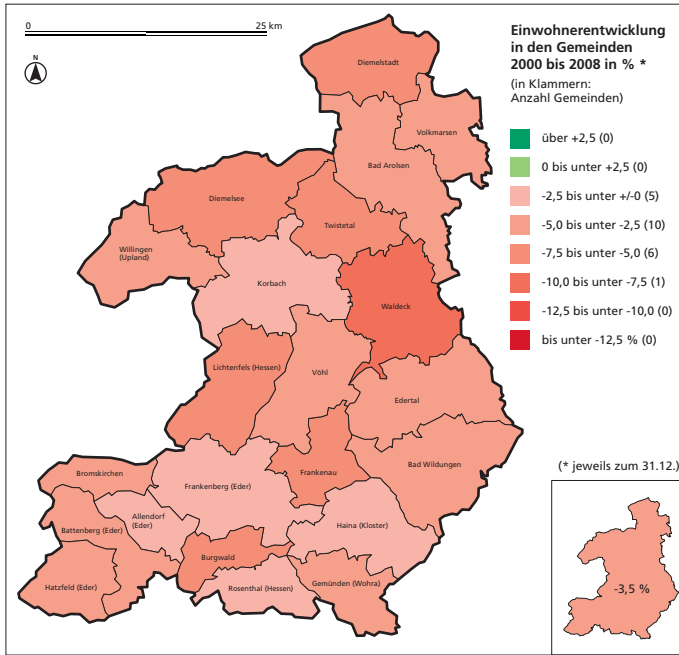 0 25 km
N
Einwohnerentwicklung
in den Gemeinden
2000 bis 2008 in % *
(in Klammern:
Anzahl Gemeinden)
über +2,5 (0)
0 bis unter +2,5 (0)
-2,5 bis unter +/-0 (5)
-5,0 bis unter -2,5 (10)
-7,5 bis unter -5,0 (6)
-10,0 bis unter -7,5 (1)
-12,5 bis unter -10,0 (0)
bis unter -12,5 % (0)
Diemelstadt
Volkmarsen
Bad Arolsen
Diemelsee
Twistetal
Willingen
(Upland)
Korbach
Waldeck
Lichtenfels (Hessen)
Vöhl
Edertal
Bad Wildungen
Bromskirchen
Frankenberg (Eder)
Frankenau
Allendorf
(Eder)
Battenberg (Eder)
Haina (Kloster)
Burgwald
Hatzfeld (Eder)
Rosenthal (Hessen)
Gemünden (Wohra)
(* jeweils zum 31.12.)
-3,5 %